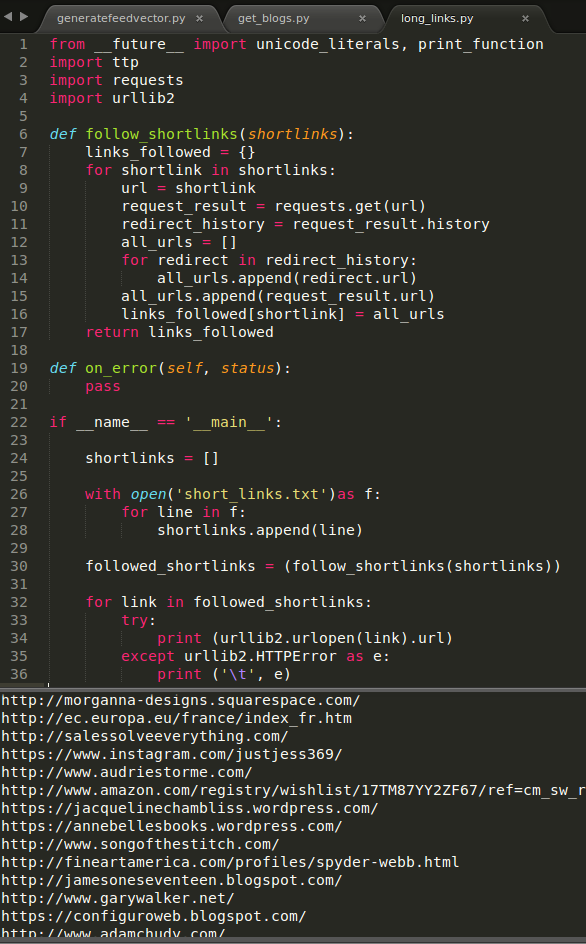 generatefeedvector.py × get_blogs.py × long_links.py ×
1 from __future__ import unicode_literals, print_function
2 import ttp
3 import requests
4 import urllib2
5
6 def follow_shortlinks(shortlinks):
7     links_followed = {}
8     for shortlink in shortlinks:
9         url = shortlink
10         request_result = requests.get(url)
11         redirect_history = request_result.history
12         all_urls = []
13         for redirect in redirect_history:
14             all_urls.append(redirect.url)
15         all_urls.append(request_result.url)
16         links_followed[shortlink] = all_urls
17     return links_followed
18
19 def on_error(self, status):
20     pass
21
22 if __name__ == '__main__':
23
24     shortlinks = []
25
26     with open('short_links.txt')as f:
27         for line in f:
28             shortlinks.append(line)
29
30     followed_shortlinks = (follow_shortlinks(shortlinks))
31
32     for link in followed_shortlinks:
33         try:
34             print (urllib2.urlopen(link).url)
35         except urllib2.HTTPError as e:
36             print ('\t', e)
http://morganna-designs.squarespace.com/
http://ec.europa.eu/france/index_fr.htm
http://salessolveeverything.com/
https://www.instagram.com/justjess369/
http://www.audriestorme.com/
http://www.amazon.com/registry/wishlist/17TM87YY2ZF67/ref=cm_sw_r
https://jacquelinechambliss.wordpress.com/
https://annebellesbooks.wordpress.com/
http://www.songofthestitch.com/
http://fineartamerica.com/profiles/spyder-webb.html
http://jamesoneseventeen.blogspot.com/
http://www.garywalker.net/
https://configuroweb.blogspot.com/
http://www.adamchudy.com/